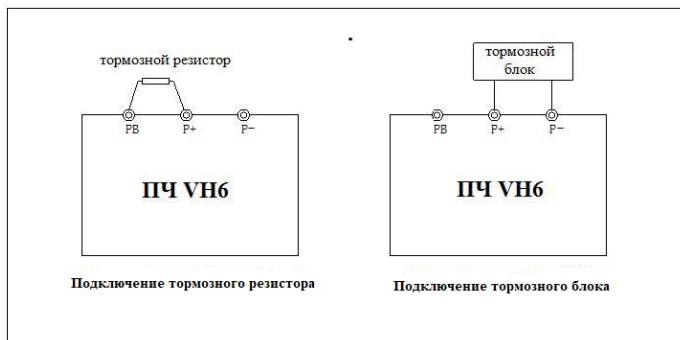 тормозной резистор
PB P+ P−
ПЧ VH6
Подключение тормозного резистора
тормозной
блок
PB P+ P−
ПЧ VH6
Подключение тормозного блока